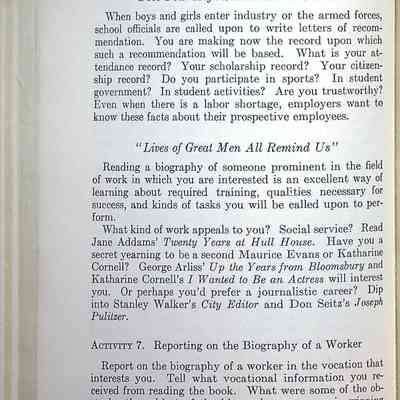 When boys and girls enter industry or the armed forces,
school officials are called upon to write letters of recom-
mendation. You are making now the record upon which
such a recommendation will be based. What is your at-
tendance record? Your scholarship record? Your citizen-
ship record? Do you participate in sports? In student
government? In student activities? Are you trustworthy?
Even when there is a labor shortage, employers want to
know these facts about their prospective employees.
"Lives of Great Men All Remind Us"
Reading a biography of someone prominent in the field
of work in which you are interested is an excellent way of
learning about required training, qualities necessary for
success, and kinds of tasks you will be called upon to per-
form.
What kind of work appeals to you? Social service? Read
Jane Addams' Twenty Years at Hull House. Have you a
secret yearning to be a second Maurice Evans or Katharine
Cornell? George Arliss' Up the Years from Bloomsbury and
Katharine Cornell's I Wanted to Be an Actress will interest
you. Or perhaps you'd prefer a journalistic career? Dip
into Stanley Walker's City Editor and Don Seitz's Joseph
Pulitzer.
ACTIVITY 7. Reporting on the Biography of a Worker
Report on the biography of a worker in the vocation that
interests you. Tell what vocational information you re-
ceived from reading the book. What were some of the ob-